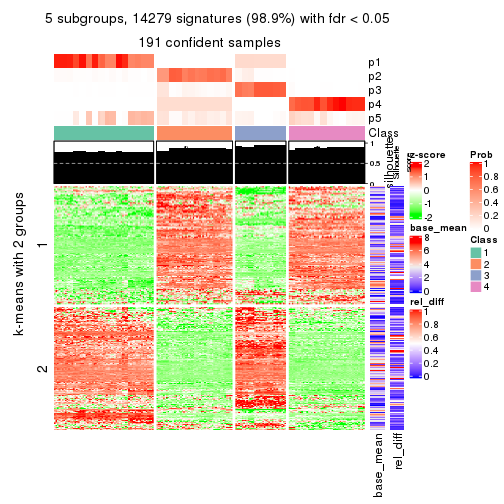 5 subgroups, 14279 signatures (98.9%) with fdr < 0.05
191 confident samples
p1
p2
p3
p4
p5
Class
1
0.5
0
silhouette
Silhouette
score
k-means with 2 groups
1
2
base_mean
rel_diff
z-score
2
1
0
-1
-2
base_mean
8
6
4
2
0
rel_diff
1
0.8
0.6
0.4
0.2
0
Prob
1
0.8
0.6
0.4
0.2
0
Class
1
2
3
4